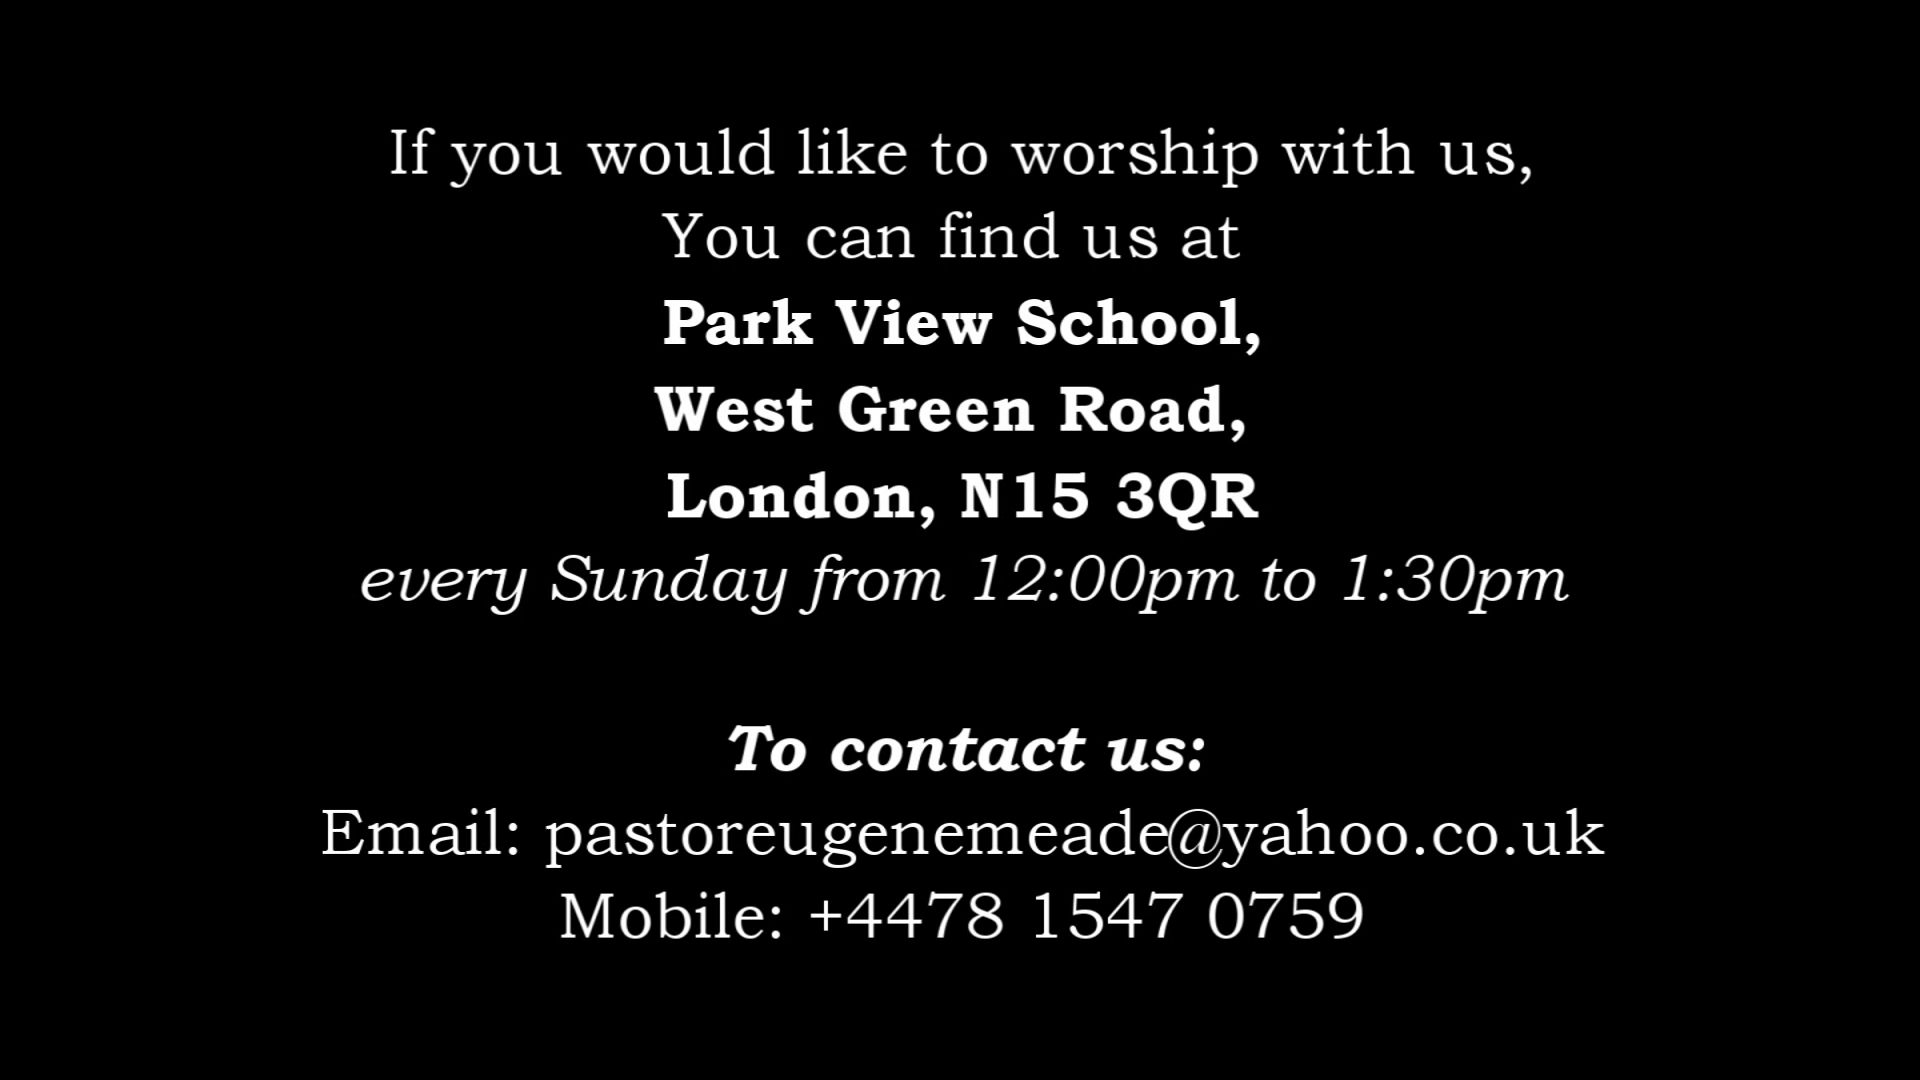 If you would like to worship with us,
You can find us at
Park View School,
West Green Road,
London, N15 3QR
every Sunday from 12:00pm to 1:30pm
To contact us:
Email: pastoreugenemeade@yahoo.co.uk
Mobile: +4478 1547 0759